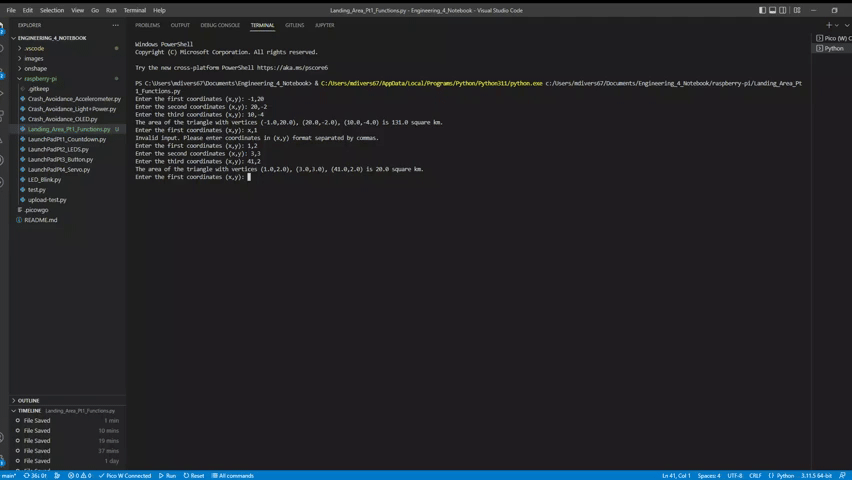 File Edit Selection View Go Run Terminal Help
Landing_Area_Pt1_Functions.py - Engineering_4_Notebook - Visual Studio Code
EXPLORER
PROBLEMS OUTPUT DEBUG CONSOLE TERMINAL GITLENS JUPYTER
ENGINEERING_4_NOTEBOOK
.vscode
images
onshape
raspberry-pi
.gitkeep
Crash_Avoidance_Accelerometer.py
Crash_Avoidance_Light+Power.py
Crash_Avoidance_OLED.py
Landing_Area_Pt1_Functions.py U
LaunchPadPt1_Countdown.py
LaunchPadPt2_LEDS.py
LaunchPadPt3_Button.py
LaunchPadPt4_Servo.py
LED_Blink.py
test.py
upload-test.py
.picowgo
README.md
Windows PowerShell
Copyright (C) Microsoft Corporation. All rights reserved.
Try the new cross-platform PowerShell https://aka.ms/pscore6
PS C:\Users\mdivers67\Documents\Engineering_4_Notebook> & C:/Users/mdivers67/AppData/Local/Programs/Python/Python311/python.exe c:/Users/mdivers67/Documents/Engineering_4_Notebook/raspberry-pi/Landing_Area_Pt
1_Functions.py
Enter the first coordinates (x,y): -1,20
Enter the second coordinates (x,y): 20,-2
Enter the third coordinates (x,y): 10,-4
The area of the triangle with vertices (-1.0,20.0), (20.0,-2.0), (10.0,-4.0) is 131.0 square km.
Enter the first coordinates (x,y): x,1
Invalid input. Please enter coordinates in (x,y) format separated by commas.
Enter the first coordinates (x,y): 1,2
Enter the second coordinates (x,y): 3,3
Enter the third coordinates (x,y): 41,2
The area of the triangle with vertices (1.0,2.0), (3.0,3.0), (41.0,2.0) is 20.0 square km.
Enter the first coordinates (x,y):
Pico (W)
Python
OUTLINE
TIMELINE Landing_Area_Pt1_Functions.py
File Saved 1 min
File Saved 10 mins
File Saved 19 mins
File Saved 37 mins
File Saved 1 day
main* 36↓ 0↑ 0 0 Pico W Connected Run Reset All commands
Ln 41, Col 1 Spaces: 4 UTF-8 CRLF Python 3.11.5 64-bit